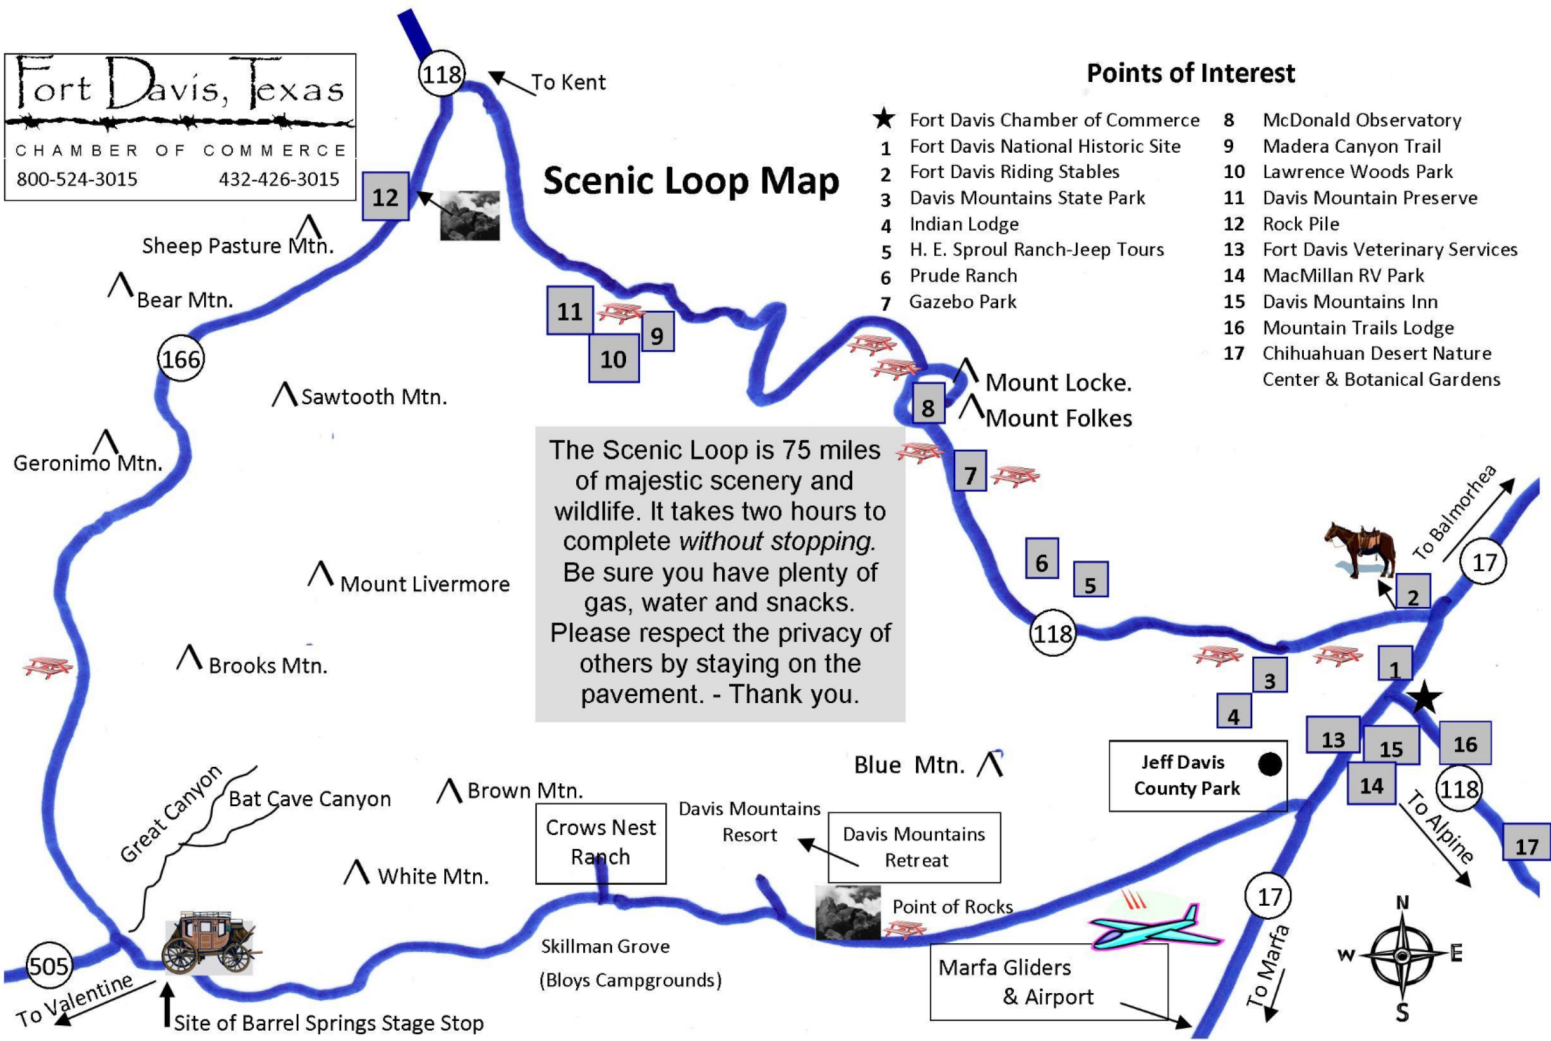 Fort Davis, Texas
CHAMBER OF COMMERCE
800-524-3015 432-426-3015
118
To Kent
Scenic Loop Map
Points of Interest
Fort Davis Chamber of Commerce
1 Fort Davis National Historic Site
2 Fort Davis Riding Stables
3 Davis Mountains State Park
4 Indian Lodge
5 H. E. Sproul Ranch-Jeep Tours
6 Prude Ranch
7 Gazebo Park
8 McDonald Observatory
9 Madera Canyon Trail
10 Lawrence Woods Park
11 Davis Mountain Preserve
12 Rock Pile
13 Fort Davis Veterinary Services
14 MacMillan RV Park
15 Davis Mountains Inn
16 Mountain Trails Lodge
17 Chihuahuan Desert Nature
Center & Botanical Gardens
12
Sheep Pasture Mtn.
Bear Mtn.
166
11
9
10
Sawtooth Mtn.
Geronimo Mtn.
Mount Locke.
8
Mount Folkes
7
The Scenic Loop is 75 miles
of majestic scenery and
wildlife. It takes two hours to
complete without stopping.
Be sure you have plenty of
gas, water and snacks.
Please respect the privacy of
others by staying on the
pavement. - Thank you.
To Balmorhea
17
6
5
2
118
Mount Livermore
Brooks Mtn.
1
3
4
13
15
16
14
118
To Alpine
17
Jeff Davis
County Park
Blue Mtn.
Great Canyon
Bat Cave Canyon
Brown Mtn.
Crows Nest
Ranch
Davis Mountains
Resort
Davis Mountains
Retreat
White Mtn.
Point of Rocks
17
To Marfa
Skillman Grove
(Bloys Campgrounds)
Marfa Gliders
& Airport
505
To Valentine
Site of Barrel Springs Stage Stop
N
W E
S